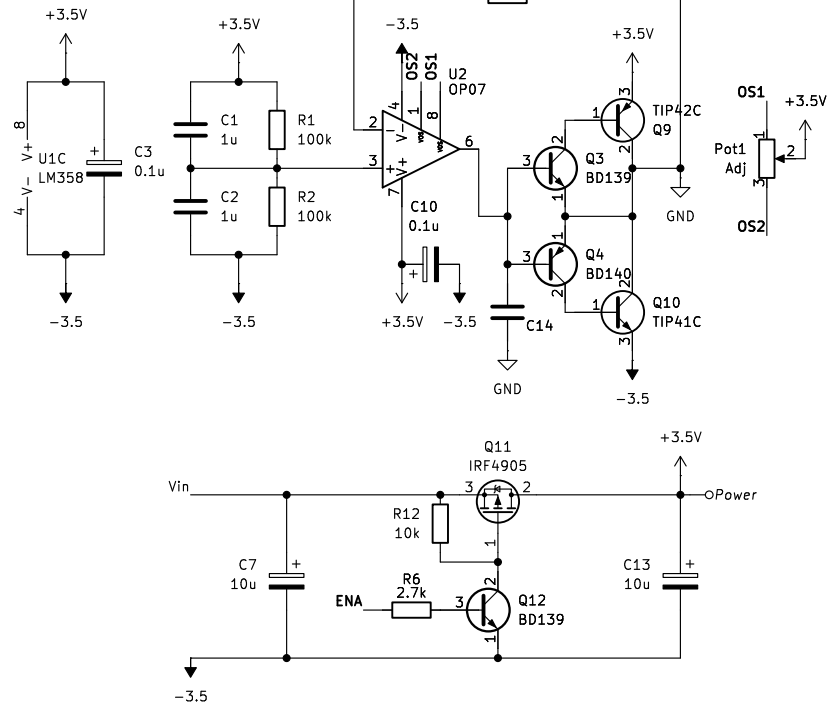 +3.5V
8
V+
U1C
LM358
V-
4
+
C3
0.1u
-3.5
+3.5V
C1
1u
R1
100k
C2
1u
R2
100k
-3.5
-3.5
OS2
OS1
U2
OP07
4
1
8
2
-
V-
VOS
VOS
3
+
V+
6
7
C10
0.1u
+
+3.5V
-3.5
3
C14
GND
2
Q3
BD139
1
1
3
Q4
BD140
2
+3.5V
3
1
TIP42C
Q9
2
GND
2
1
Q10
TIP41C
3
-3.5
OS1
+3.5V
1
Pot1
Adj
2
3
OS2
Vin
Q11
IRF4905
3
2
1
R12
10k
+3.5V
Power
C7
10u
+
ENA
R6
2.7k
3
2
Q12
BD139
1
C13
10u
+
-3.5